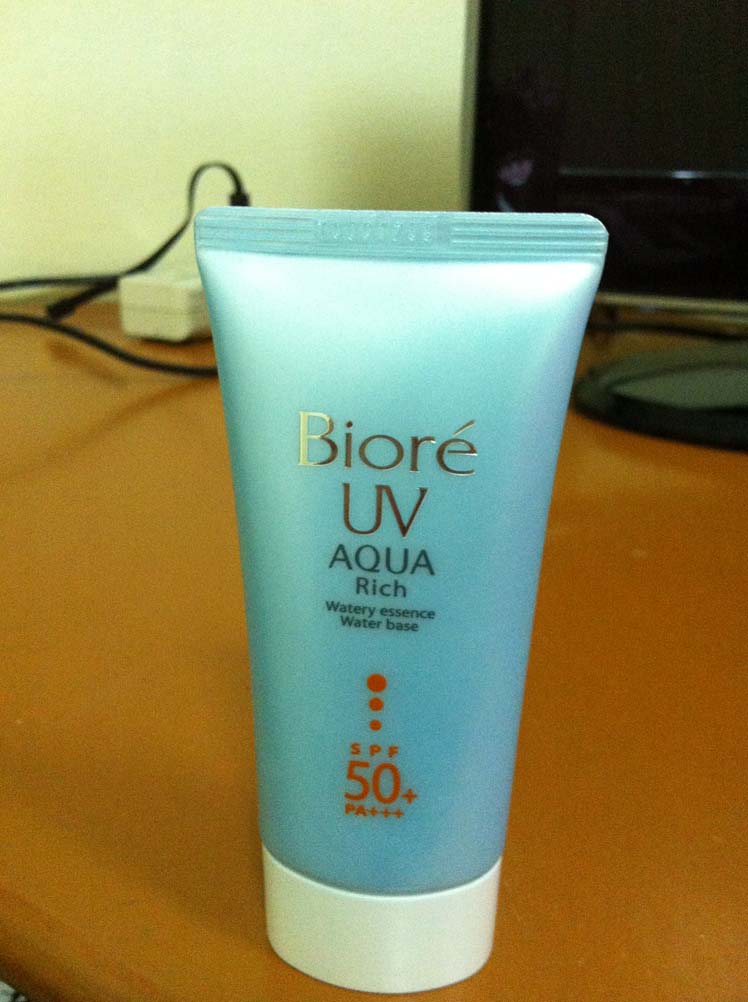 Bioré
UV
AQUA
Rich
Watery essence
Water base
SPF
50+
PA+++